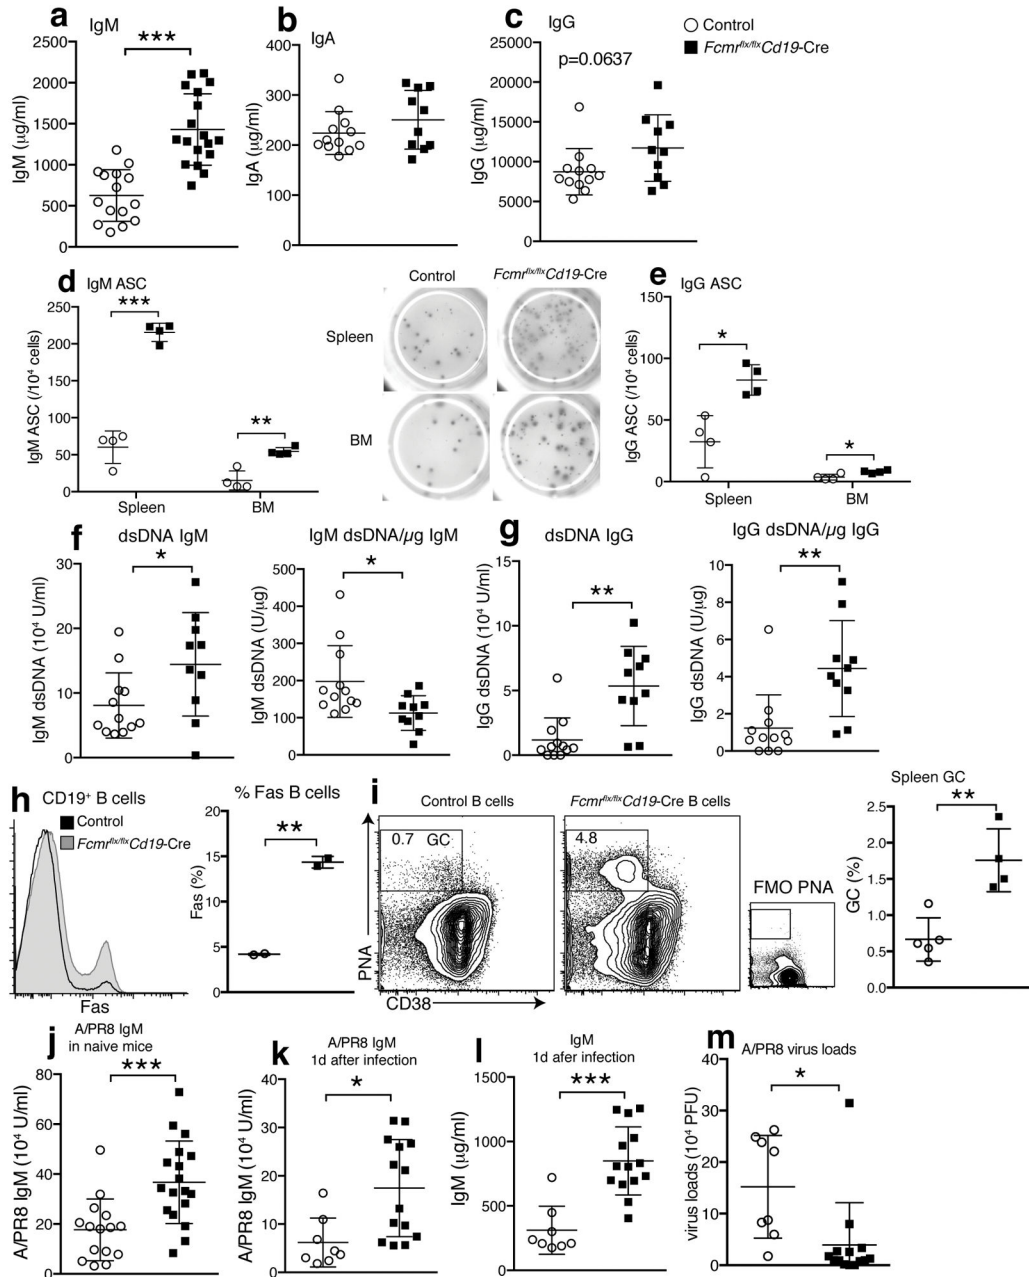 a
IgM
***
IgM (µg/ml)
2500
2000
1500
1000
500
0
b
IgA
IgA (µg/ml)
400
300
200
100
0
c
IgG
p=0.0637
IgG (µg/ml)
25000
20000
15000
10000
5000
0
Control
Fcmrflx/flxCd19-Cre
d
IgM ASC
***
**
IgM ASC (/10⁴ cells)
250
200
150
100
50
0
Spleen
BM
Control
Fcmrflx/flxCd19-Cre
Spleen
BM
e
IgG ASC
*
*
IgG ASC (/10⁴ cells)
150
100
50
0
Spleen
BM
f
dsDNA IgM
*
IgM dsDNA (10⁴ U/ml)
30
20
10
0
IgM dsDNA/µg IgM
*
IgM dsDNA (U/µg)
500
400
300
200
100
0
g
dsDNA IgG
**
IgG dsDNA (10⁴ U/ml)
15
10
5
0
IgG dsDNA/µg IgG
**
IgG dsDNA (U/µg)
10
8
6
4
2
0
h
CD19⁺ B cells
Control
Fcmrflx/flxCd19-Cre
Fas
% Fas B cells
**
Fas (%)
20
15
10
5
0
i
Control B cells
0.7 GC
PNA
CD38
Fcmrflx/flxCd19-Cre B cells
4.8
FMO PNA
Spleen GC
**
GC (%)
2.5
2.0
1.5
1.0
0.5
0.0
j
A/PR8 IgM
in naive mice
***
A/PR8 IgM (10⁴ U/ml)
80
60
40
20
0
k
A/PR8 IgM
1d after infection
*
A/PR8 IgM (10⁴ U/ml)
40
30
20
10
0
l
IgM
1d afer infection
***
IgM (µg/ml)
1500
1000
500
0
m
A/PR8 virus loads
*
virus loads (10⁴ PFU)
40
30
20
10
0